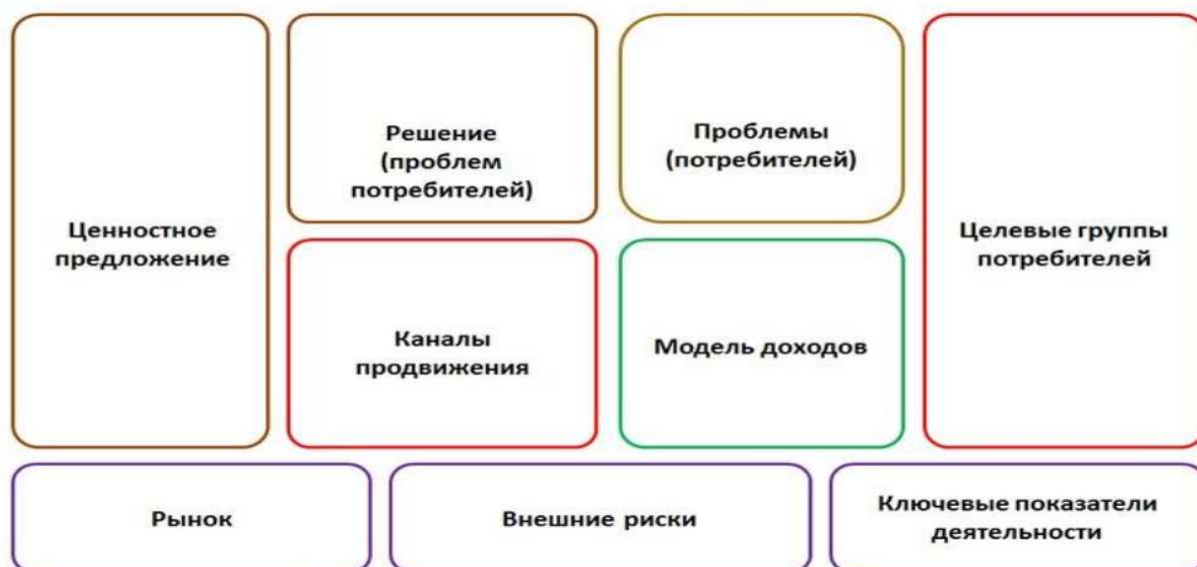 Ценностное
предложение
Решение
(проблем
потребителей)
Проблемы
(потребителей)
Целевые группы
потребителей
Каналы
продвижения
Модель доходов
Рынок
Внешние риски
Ключевые показатели
деятельности